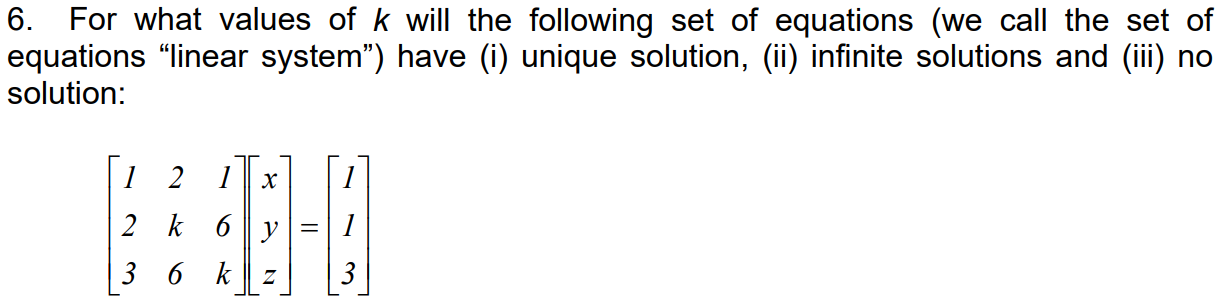 6. For what values of k will the following set of equations (we call the set of
equations “linear system”) have (i) unique solution, (ii) infinite solutions and (iii) no
solution:
1 2 1 x 1
2 k 6 y = 1
3 6 k z 3